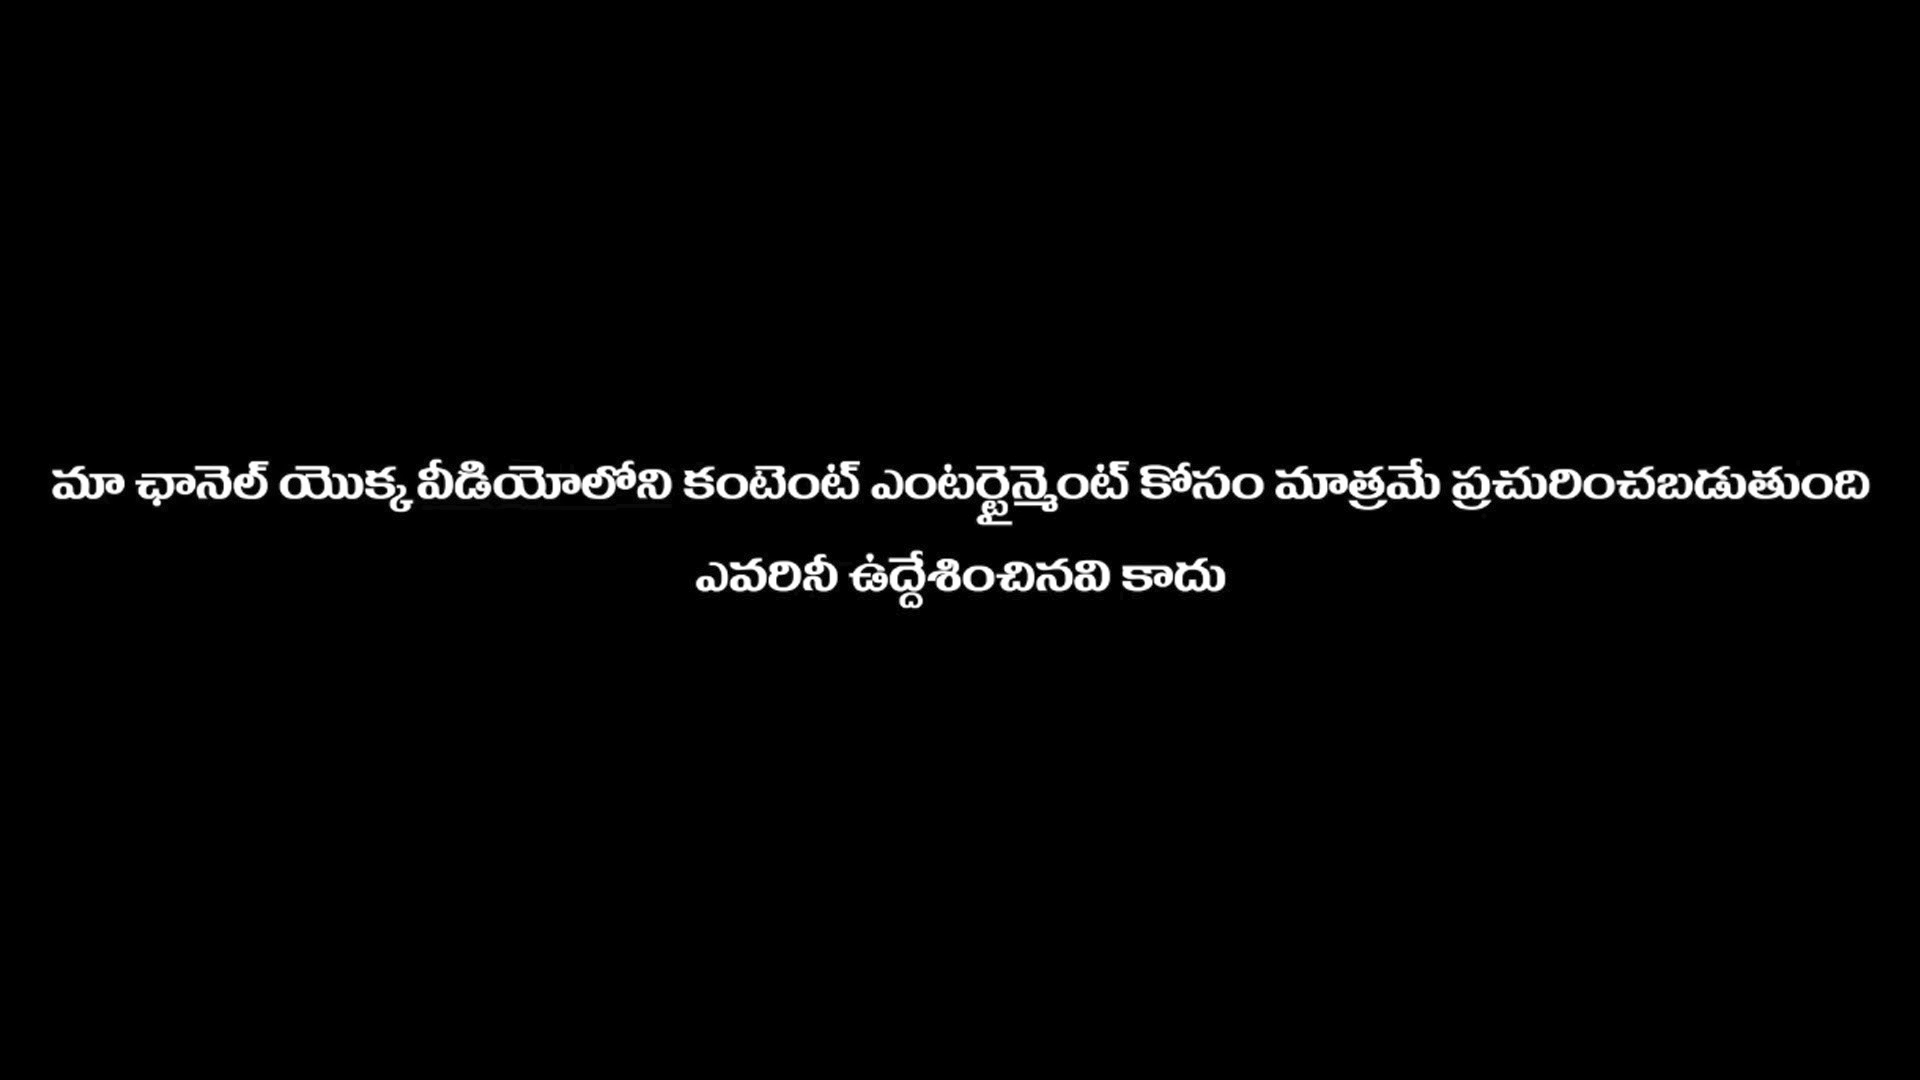 మా ఛానెల్ యొక్క వీడియోలోని కంటెంట్ ఎంటర్టైన్మెంట్ కోసం మాత్రమే ప్రచురించబడుతుంది
ఎవరినీ ఉద్దేశించినవి కాదు